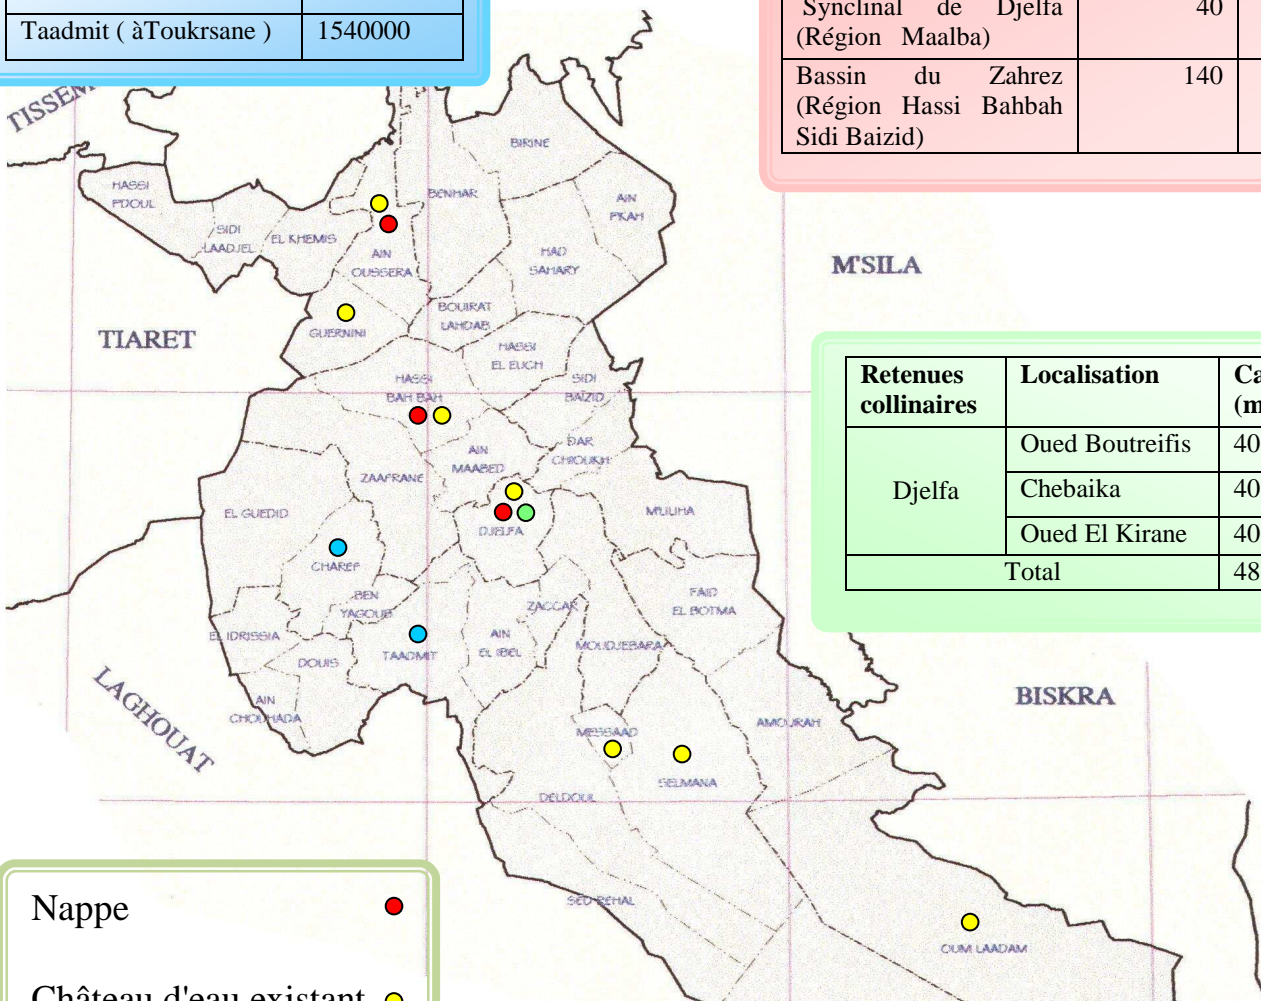 Taadmit ( àToukrsane ) 1540000
Synclinal de Djelfa 40
(Région Maalba)
Bassin du Zahrez 140
(Région Hassi Bahbah
Sidi Baizid)
BIRINE
HASSI
BENHAR
AIN
SIDI
LAADJEL
EL KHEMIS
AIN
OUSSERA
HAD
SAHARY
M'SILA
BOUIRAT
LAHDAB
GUERNINI
TIARET
HASSI
EL EUCH
HASSI
BAH BAH
SIDI
BAIZID
Retenues
collinaires
Localisation
Djelfa
Oued Boutreifis 40
Chebaika 40
Oued El Kirane 40
Total 48
DAR
CHIOUKH
AIN
MAABED
ZAAFRANE
EL GUEDID
M'LILIHA
DJELFA
CHAREF
BEN
YAGOUB
ZACCAR
FAID
EL BOTMA
EL IDRISSIA
DOUIS
TAADMIT
AIN
EL IBEL
MOUDJEBARA
LAGHOUAT
AIN
CHOUHADA
BISKRA
AMOURAH
MESSAAD
SELMANA
DELDOUL
SED REHAL
OUM LAADAM
Nappe
Château d'eau existant